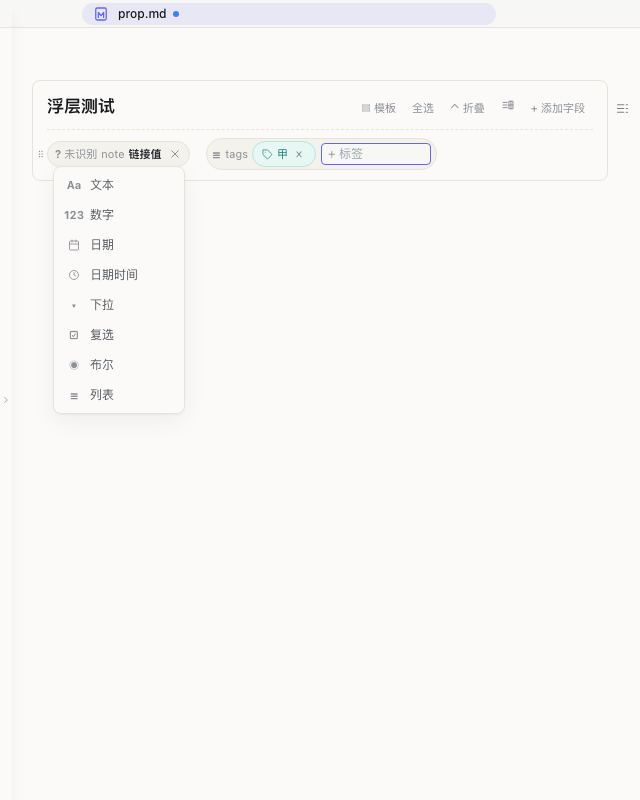 prop.md
浮层测试
模板 全选 折叠 + 添加字段
? 未识别 note 链接值 tags 甲 × + 标签
Aa 文本
123 数字
日期
日期时间
下拉
复选
布尔
列表